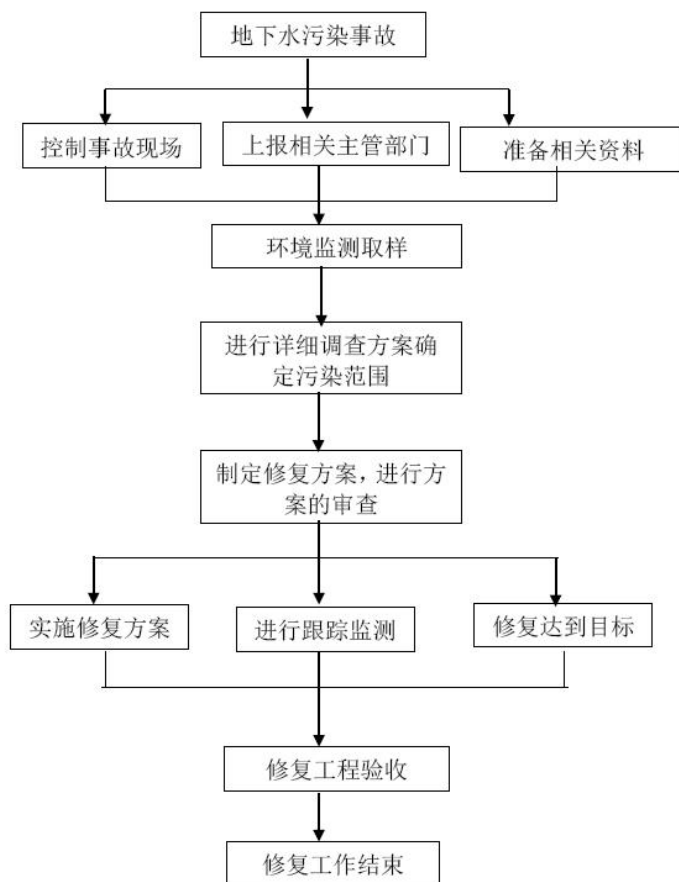 地下水污染事故
控制事故现场
上报相关主管部门
准备相关资料
环境监测取样
进行详细调查方案确
定污染范围
制定修复方案，进行方
案的审查
实施修复方案
进行跟踪监测
修复达到目标
修复工程验收
修复工作结束